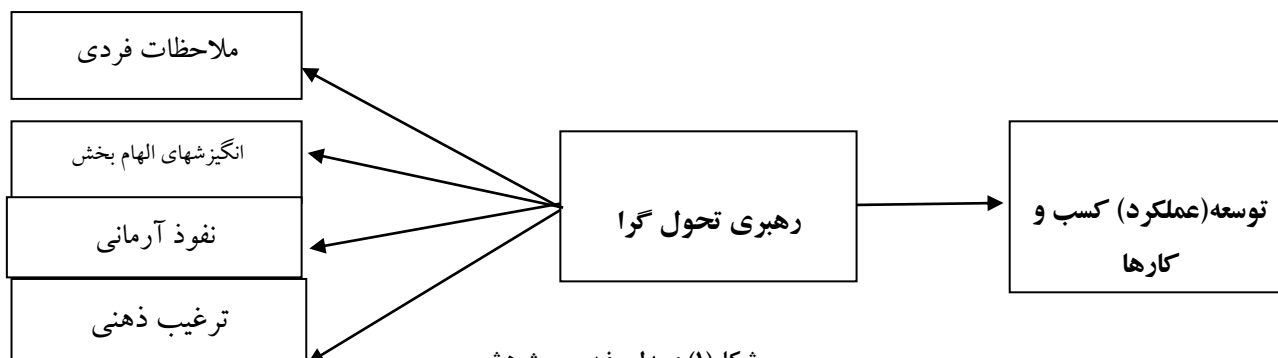 ملاحظات فردی
انگیزشهای الهام بخش
نفوذ آرمانی
ترغیب ذهنی
رهبری تحول گرا
توسعه(عملکرد) کسب و
کارها